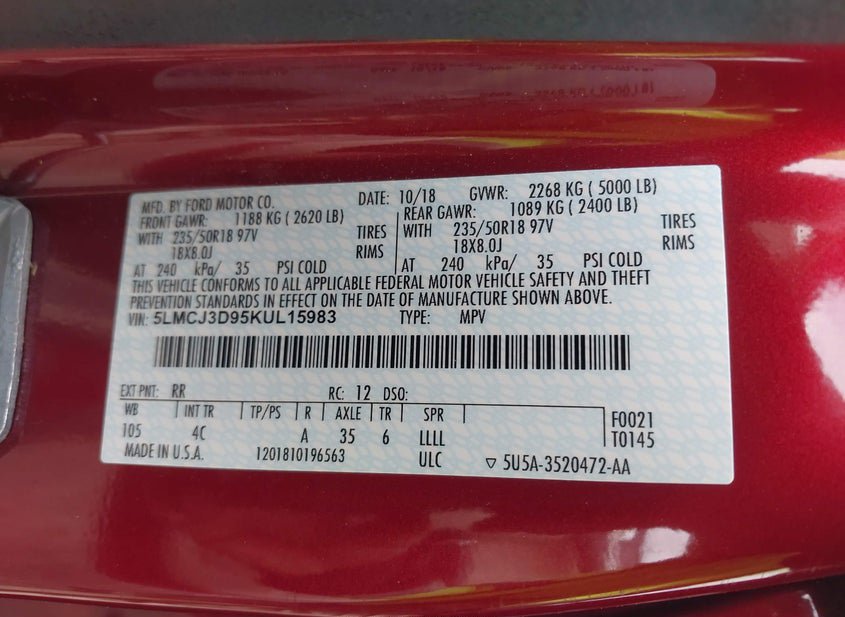 MFD. BY FORD MOTOR CO. DATE: 10/18 GVWR: 2268 KG ( 5000 LB)
FRONT GAWR: 1188 KG ( 2620 LB) REAR GAWR: 1089 KG ( 2400 LB)
WITH 235/50R18 97V TIRES WITH 235/50R18 97V TIRES
18X8.0J RIMS 18X8.0J RIMS
AT 240 kPa/ 35 PSI COLD AT 240 kPa/ 35 PSI COLD
THIS VEHICLE CONFORMS TO ALL APPLICABLE FEDERAL MOTOR VEHICLE SAFETY AND THEFT
PREVENTION STANDARDS IN EFFECT ON THE DATE OF MANUFACTURE SHOWN ABOVE.
VIN: 5LMCJ3D95KUL15983 TYPE: MPV
EXT PNT: RR RC: 12 DSO:
WB INT TR TP/PS R AXLE TR SPR F0021
105 4C A 35 6 LLLL T0145
MADE IN U.S.A. 1201810196563 ULC ▽ 5U5A-3520472-AA